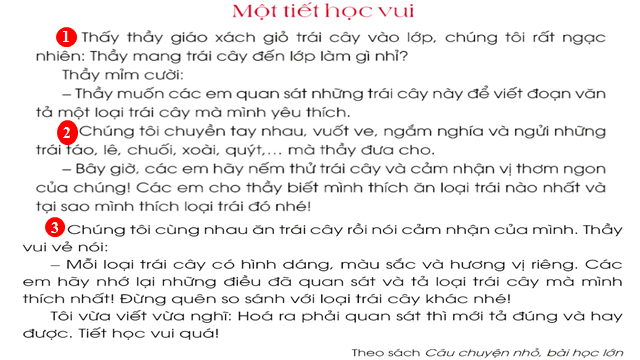 Một tiết học vui
1 Thấy thầy giáo xách giỏ trái cây vào lớp, chúng tôi rất ngạc
nhiên: Thầy mang trái cây đến lớp làm gì nhỉ?
Thầy mỉm cười:
– Thầy muốn các em quan sát những trái cây này để viết đoạn văn
tả một loại trái cây mà mình yêu thích.
2 Chúng tôi chuyền tay nhau, vuốt ve, ngắm nghía và ngửi những
trái táo, lê, chuối, xoài, quýt,... mà thầy đưa cho.
– Bây giờ, các em hãy nếm thử trái cây và cảm nhận vị thơm ngon
của chúng! Các em cho thầy biết mình thích ăn loại trái nào nhất và
tại sao mình thích loại trái đó nhé!
3 Chúng tôi cùng nhau ăn trái cây rồi nói cảm nhận của mình. Thầy
vui vẻ nói:
– Mỗi loại trái cây có hình dáng, màu sắc và hương vị riêng. Các
em hãy nhớ lại những điều đã quan sát và tả loại trái cây mà mình
thích nhất! Đừng quên so sánh với loại trái cây khác nhé!
Tôi vừa viết vừa nghĩ: Hoá ra phải quan sát thì mới tả đúng và hay
được. Tiết học vui quá!
Theo sách Câu chuyện nhỏ, bài học lớn